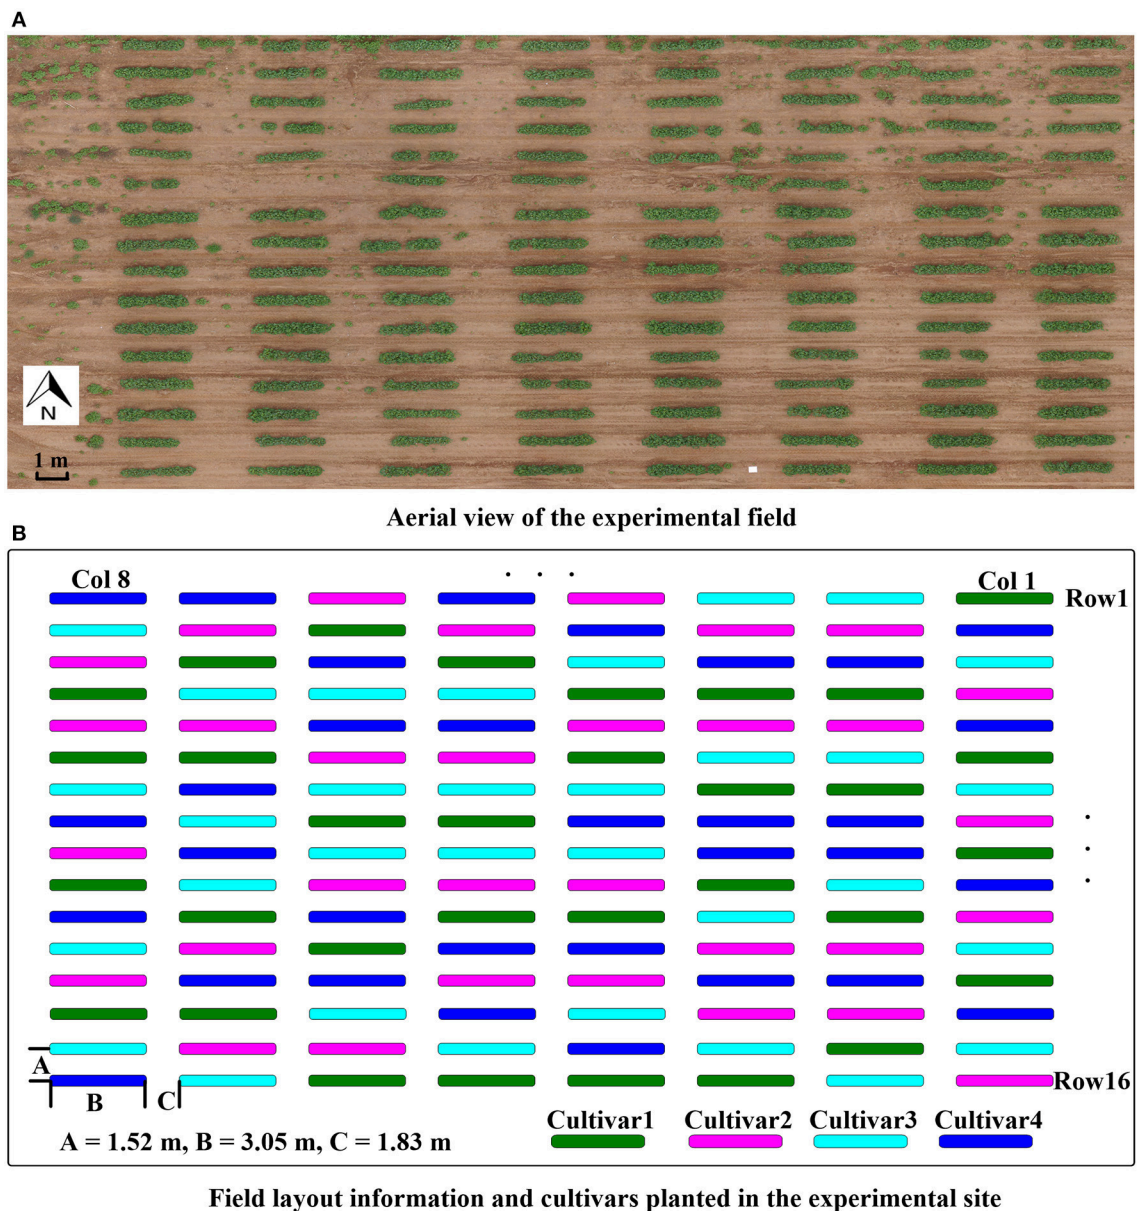 A
N
1 m
Aerial view of the experimental field
B
Col 8
. . .
Col 1
Row1
A
B
C
Row16
Cultivar1
Cultivar2
Cultivar3
Cultivar4
A = 1.52 m, B = 3.05 m, C = 1.83 m
Field layout information and cultivars planted in the experimental site